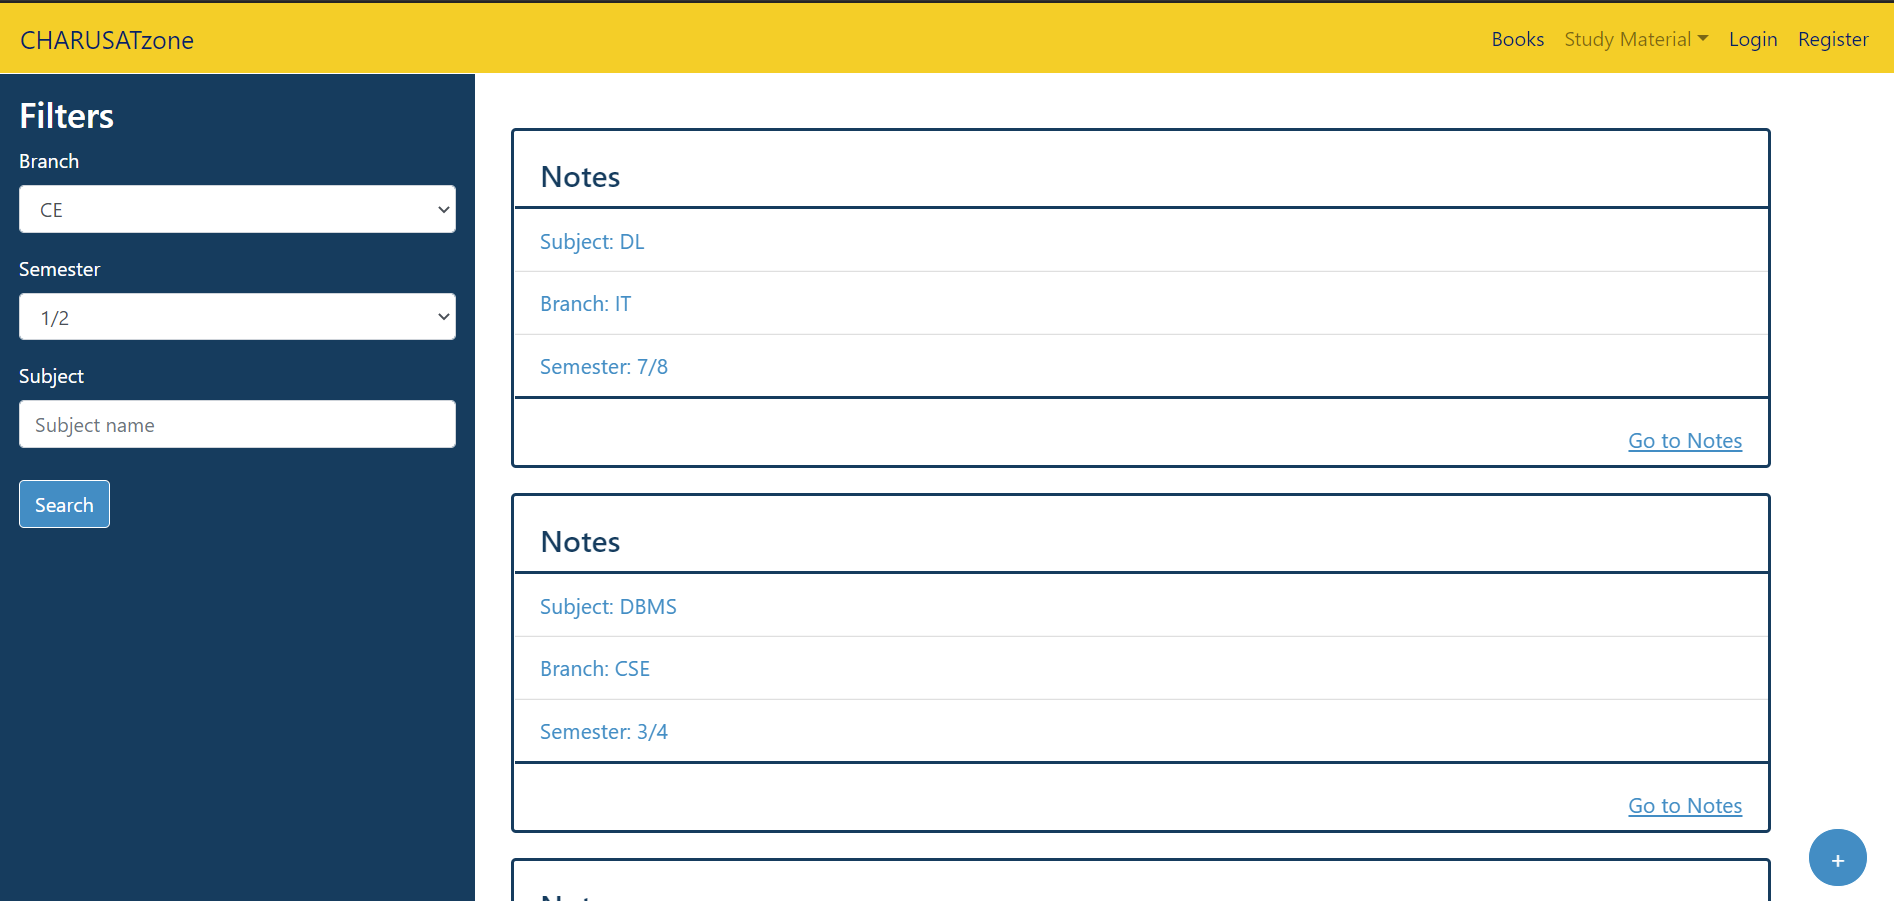 CHARUSATzone
Books Study Material Login Register
Filters
Branch
CE
Semester
1/2
Subject
Subject name
Search
Notes
Subject: DL
Branch: IT
Semester: 7/8
Go to Notes
Notes
Subject: DBMS
Branch: CSE
Semester: 3/4
Go to Notes
+